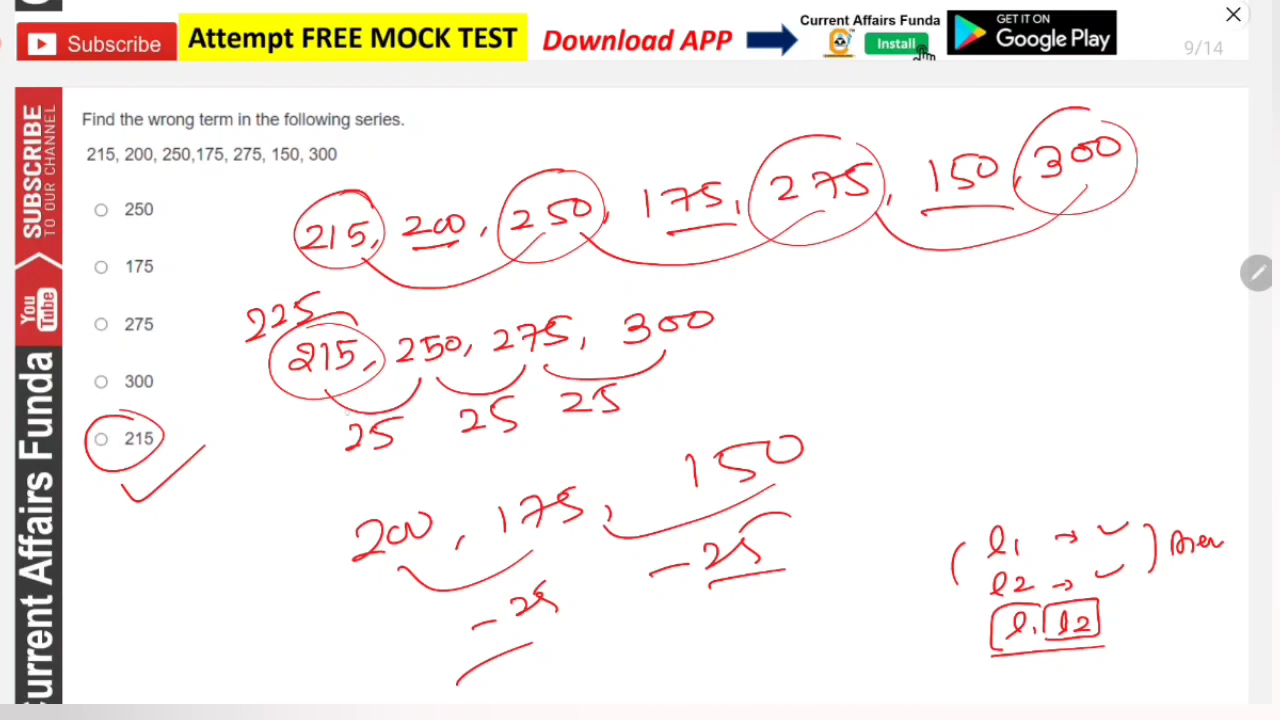 Subscribe
Attempt FREE MOCK TEST
Download APP
Current Affairs Funda
Install
GET IT ON
Google Play
9/14
SUBSCRIBE
TO OUR CHANNEL
You
Tube
urrent Affairs Funda
Find the wrong term in the following series.
215, 200, 250,175, 275, 150, 300
250
175
275
300
215
215, 200, 250, 175, 275, 150, 300
225
215, 250, 275, 300
25 25 25
200, 175, 150
-25 -25
l1 → ✓
l2 → ✓
l1 l2